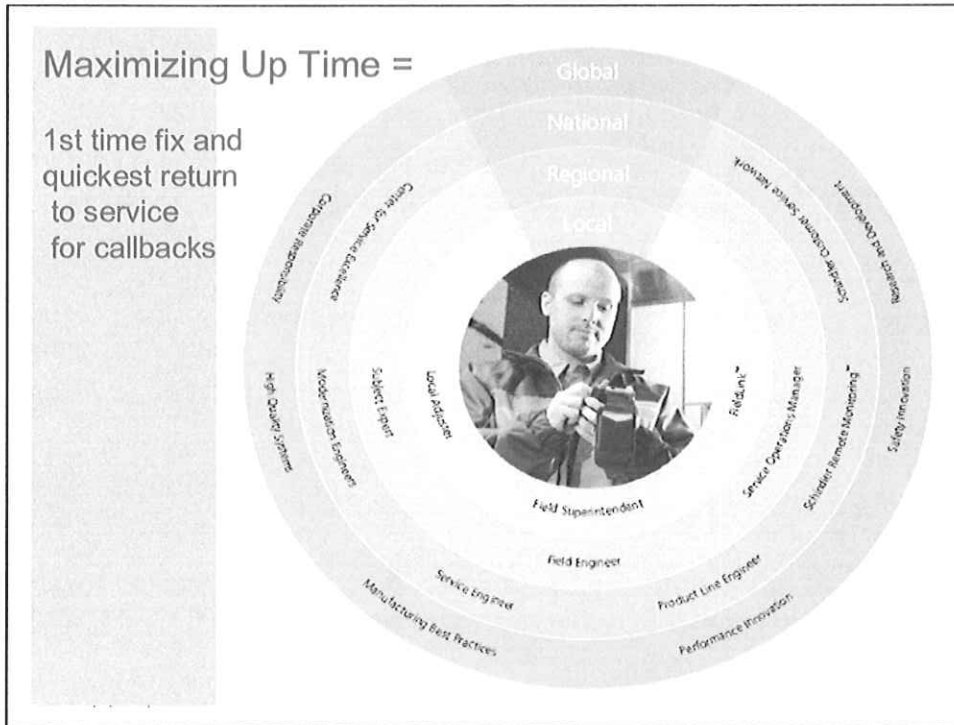 Maximizing Up Time =
1st time fix and
quickest return
to service
for callbacks
Global
National
Regional
Local
Corporate Responsibility
High Quality Systems
Manufacturing Best Practices
Performance Innovation
Safety Innovation
Research and Development
Center for Service Excellence
Modernization Engineers
Service Engineer
Product Line Engineer
Schindler Remote Monitoring™
Schindler Customer Service Network
Subject Expert
Field Engineer
Service Operations Manager
Local Adjuster
Field Superintendent
FieldLink™